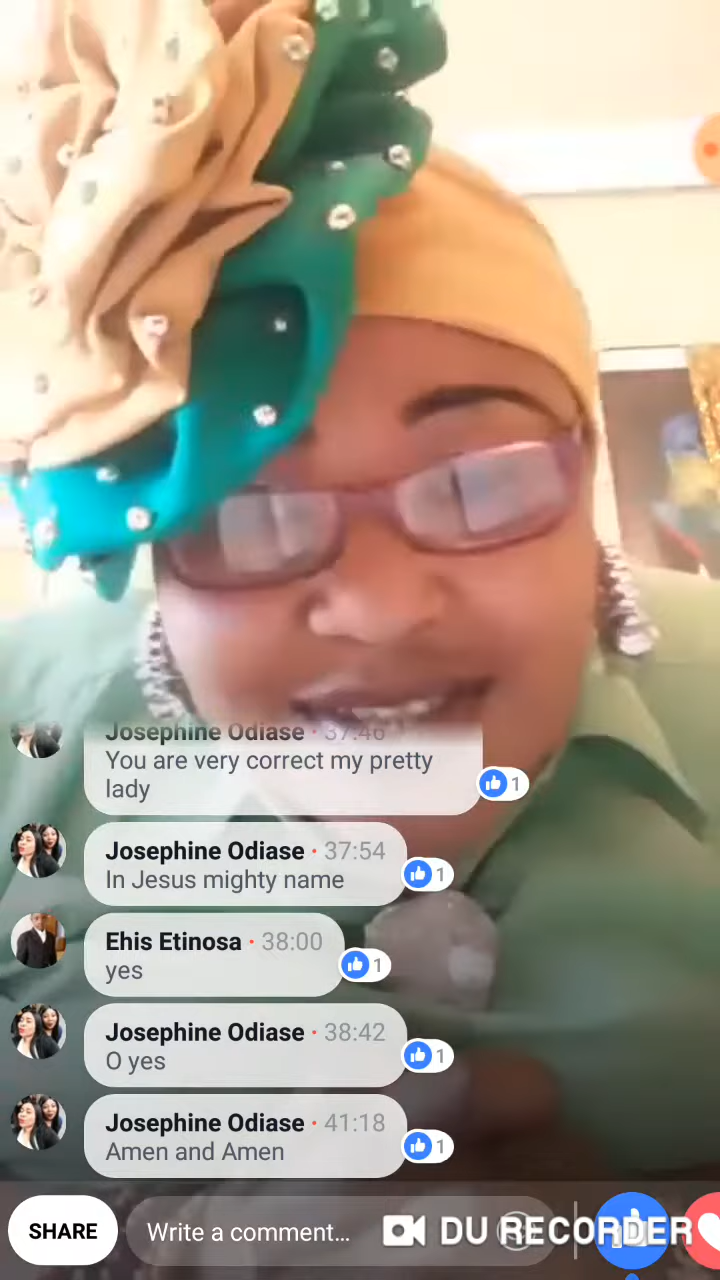 Josephine Odiase · 37:46
You are very correct my pretty
lady
1
Josephine Odiase · 37:54
In Jesus mighty name
1
Ehis Etinosa · 38:00
yes
1
Josephine Odiase · 38:42
O yes
1
Josephine Odiase · 41:18
Amen and Amen
1
SHARE
Write a comment...
DU RECORDER